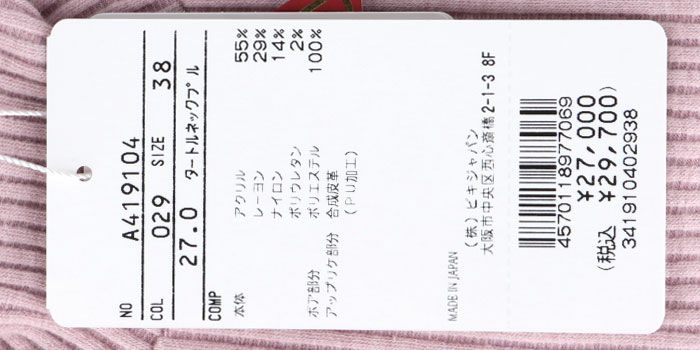 NO A419104
COL 029 SIZE 38
27.0 タートルネックプル
COMP
本体 アクリル 55%
レーヨン 29%
ナイロン 14%
ポリウレタン 2%
ボア部分 ポリエステル 100%
アップリケ部分 合成皮革
(PU加工)
MADE IN JAPAN
(株)ピキジャパン
大阪市中央区西心斎橋2-1-3 8F
4570118977069
¥27,000
(税込 ¥29,700)
341910402938